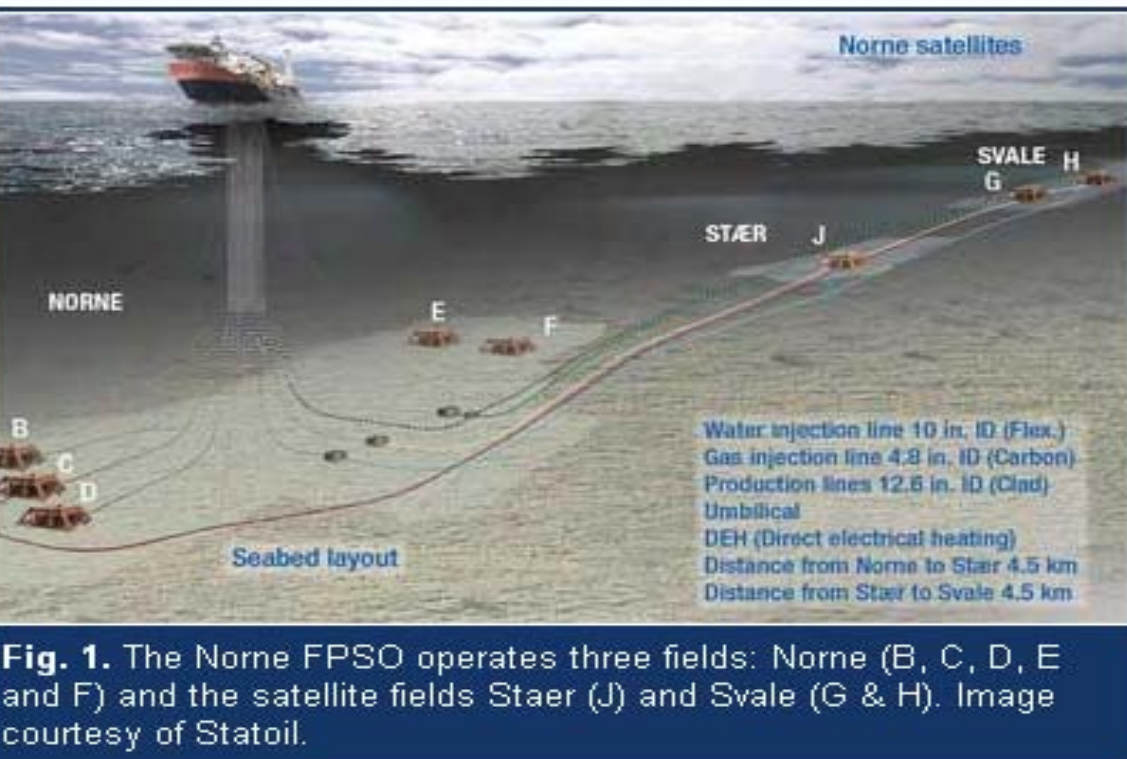 Norne satellites
SVALE
H
G
STÆR
J
NORNE
E
F
B
C
D
Water injection line 10 in. ID (Flex.)
Gas injection line 4.8 in. ID (Carbon)
Production lines 12.6 in. ID (Clad)
Umbilical
DEH (Direct electrical heating)
Distance from Norne to Stær 4.5 km
Distance from Stær to Svale 4.5 km
Seabed layout
Fig. 1. The Norne FPSO operates three fields: Norne (B, C, D, E
and F) and the satellite fields Staer (J) and Svale (G & H). Image
courtesy of Statoil.